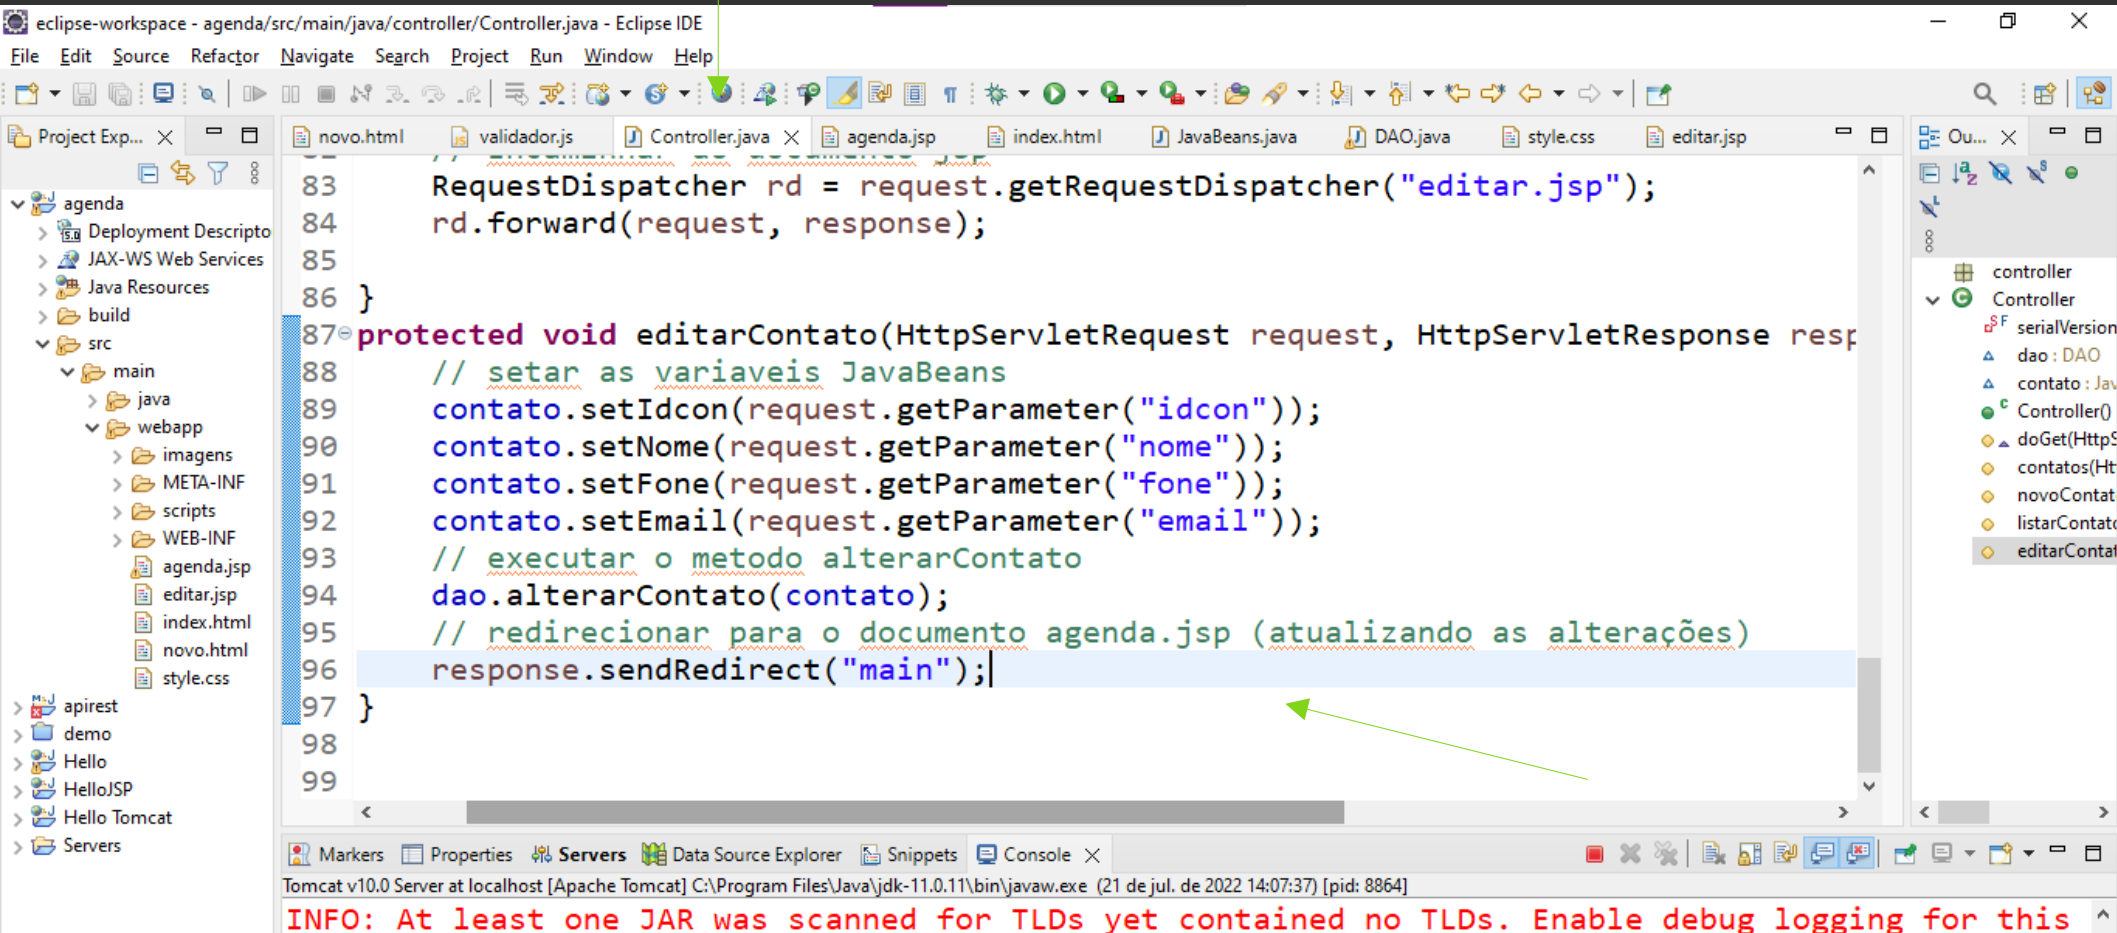 eclipse-workspace - agenda/src/main/java/controller/Controller.java - Eclipse IDE
File Edit Source Refactor Navigate Search Project Run Window Help
Project Exp...
novo.html validador.js Controller.java agenda.jsp index.html JavaBeans.java DAO.java style.css editar.jsp
Ou...
agenda
Deployment Descripto
JAX-WS Web Services
Java Resources
build
src
main
java
webapp
imagens
META-INF
scripts
WEB-INF
agenda.jsp
editar.jsp
index.html
novo.html
style.css
apirest
demo
Hello
HelloJSP
Hello Tomcat
Servers
82 // encaminhar ao documento jsp
83 RequestDispatcher rd = request.getRequestDispatcher("editar.jsp");
84 rd.forward(request, response);
85
86 }
87 protected void editarContato(HttpServletRequest request, HttpServletResponse resp
88 // setar as variaveis JavaBeans
89 contato.setIdcon(request.getParameter("idcon"));
90 contato.setNome(request.getParameter("nome"));
91 contato.setFone(request.getParameter("fone"));
92 contato.setEmail(request.getParameter("email"));
93 // executar o metodo alterarContato
94 dao.alterarContato(contato);
95 // redirecionar para o documento agenda.jsp (atualizando as alterações)
96 response.sendRedirect("main");
97 }
98
99
controller
Controller
serialVersion
dao : DAO
contato : Jav
Controller()
doGet(HttpS
contatos(Ht
novoContat
listarContato
editarContat
Markers Properties Servers Data Source Explorer Snippets Console
Tomcat v10.0 Server at localhost [Apache Tomcat] C:\Program Files\Java\jdk-11.0.11\bin\javaw.exe (21 de jul. de 2022 14:07:37) [pid: 8864]
INFO: At least one JAR was scanned for TLDs yet contained no TLDs. Enable debug logging for this